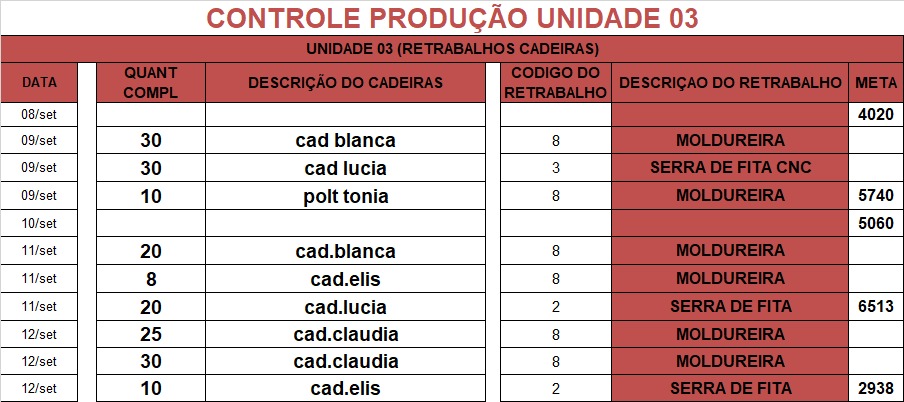 CONTROLE PRODUÇÃO UNIDADE 03
UNIDADE 03 (RETRABALHOS CADEIRAS)
DATA QUANT COMPL DESCRIÇÃO DO CADEIRAS CODIGO DO RETRABALHO DESCRIÇAO DO RETRABALHO META
08/set 4020
09/set 30 cad blanca 8 MOLDUREIRA
09/set 30 cad lucia 3 SERRA DE FITA CNC
09/set 10 polt tonia 8 MOLDUREIRA 5740
10/set 5060
11/set 20 cad.blanca 8 MOLDUREIRA
11/set 8 cad.elis 8 MOLDUREIRA
11/set 20 cad.lucia 2 SERRA DE FITA 6513
12/set 25 cad.claudia 8 MOLDUREIRA
12/set 30 cad.claudia 8 MOLDUREIRA
12/set 10 cad.elis 2 SERRA DE FITA 2938